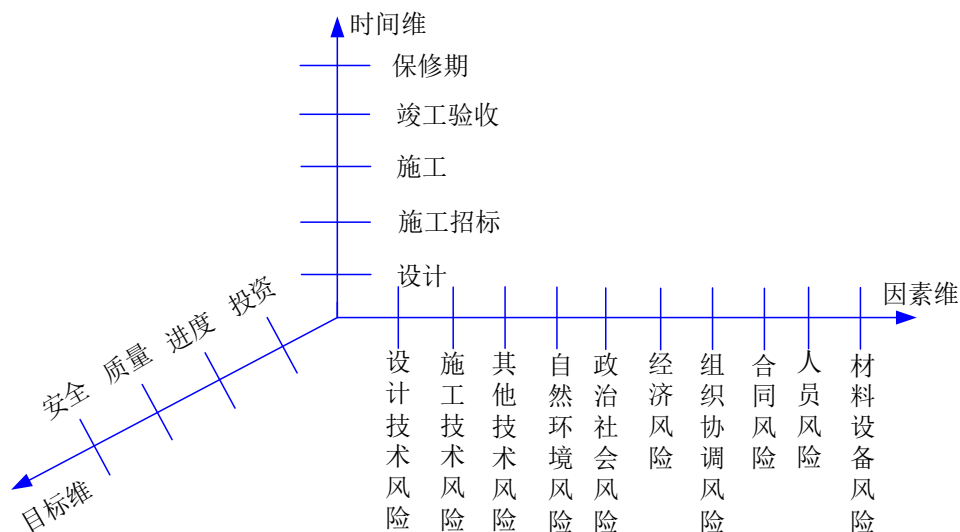 时间维
保修期
竣工验收
施工
施工招标
设计
因素维
投资
进度
质量
安全
目标维
设计技术风险
施工技术风险
其他技术风险
自然环境风险
政治社会风险
经济风险
组织协调风险
合同风险
人员风险
材料设备风险